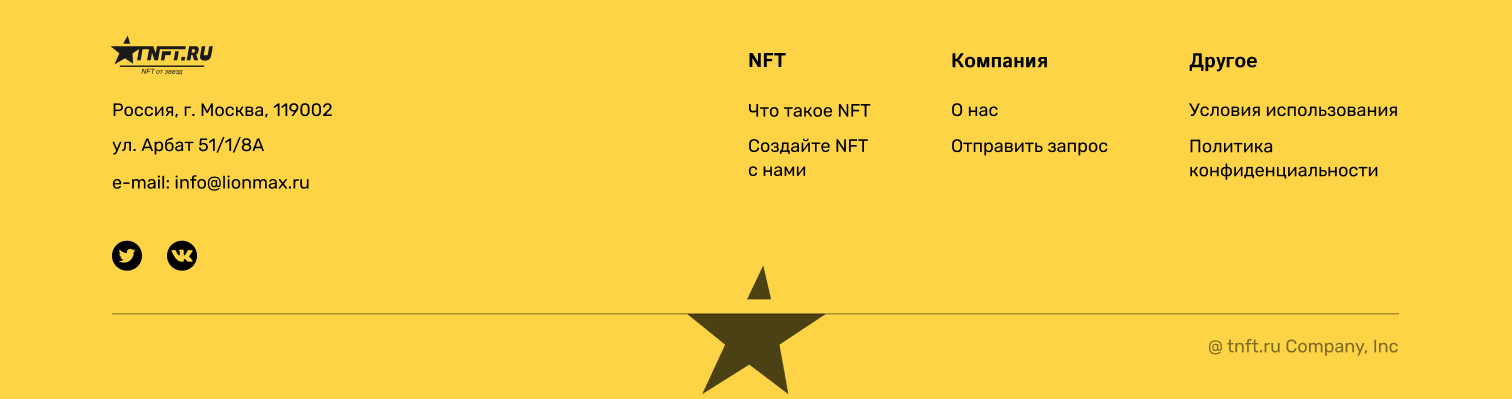 TNFT.RU
NFT от звезд
Россия, г. Москва, 119002
ул. Арбат 51/1/8А
e-mail: info@lionmax.ru
NFT
Что такое NFT
Создайте NFT
с нами
Компания
О нас
Отправить запрос
Другое
Условия использования
Политика
конфиденциальности
@ tnft.ru Company, Inc